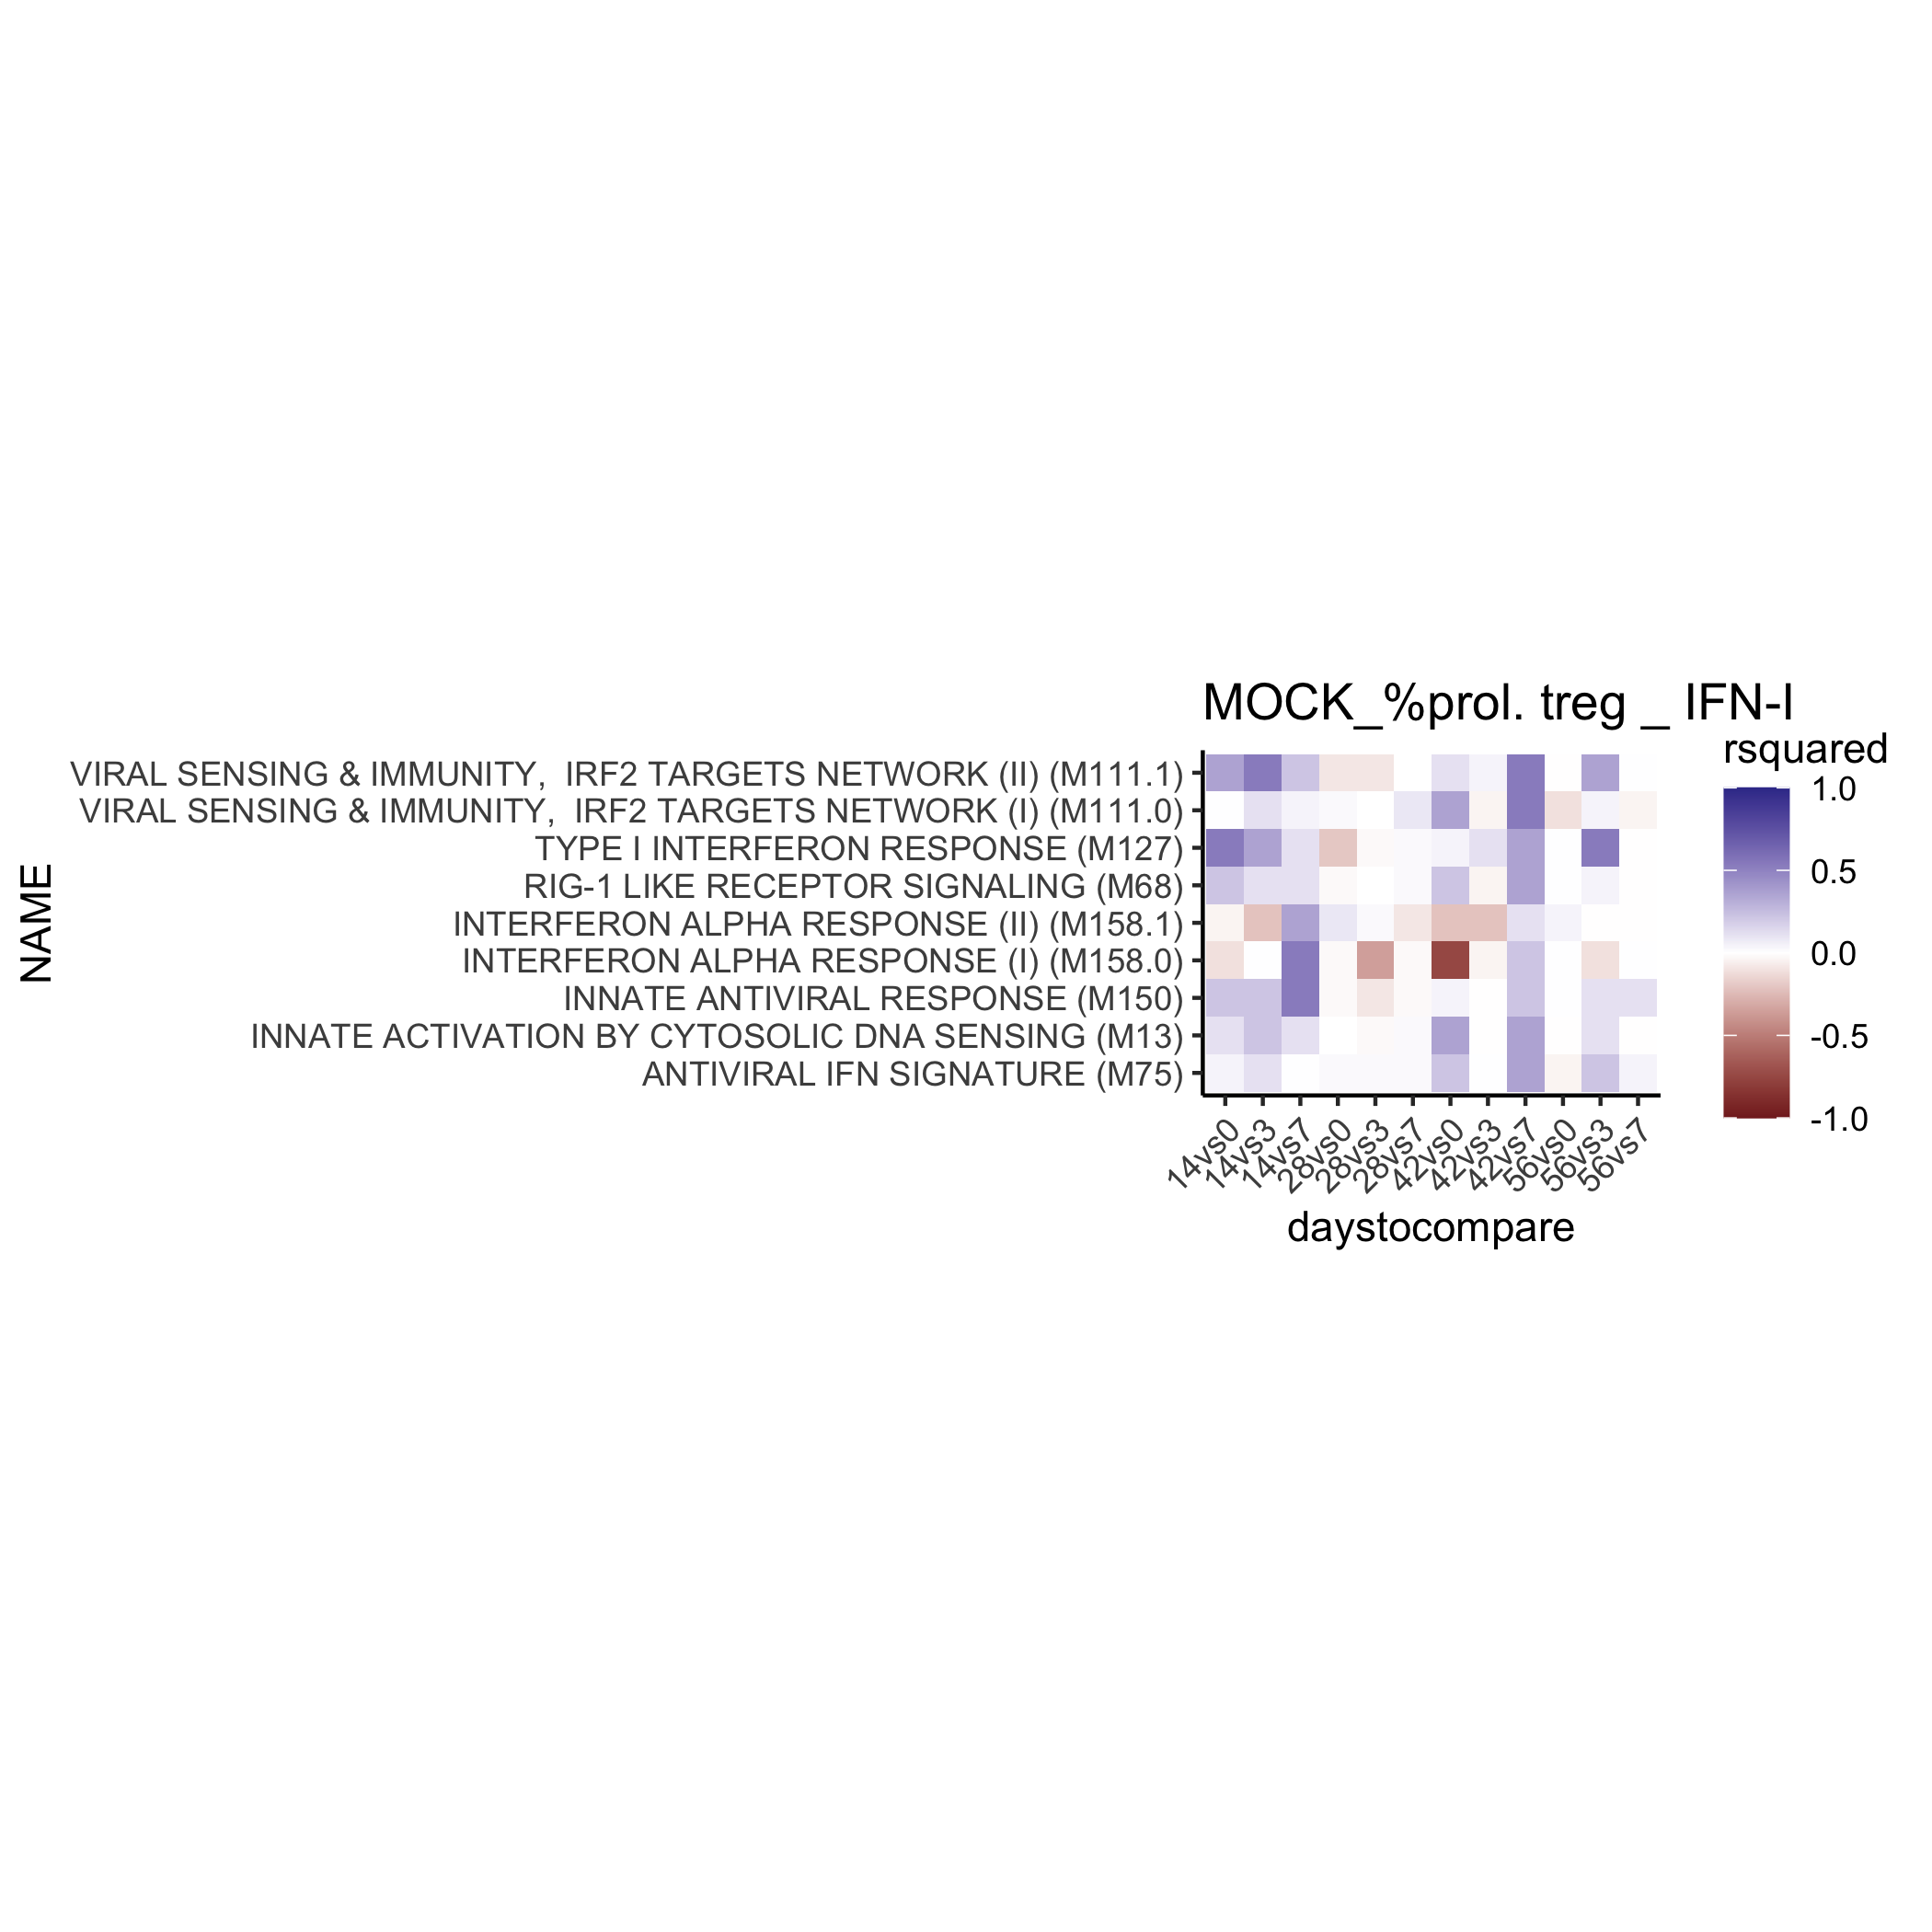 MOCK_%prol. treg _ IFN-I
rsquared
1.0
0.5
0.0
-0.5
-1.0
NAME
VIRAL SENSING & IMMUNITY,  IRF2 TARGETS NETWORK (II) (M111.1)
VIRAL SENSING & IMMUNITY,  IRF2 TARGETS NETWORK (I) (M111.0)
TYPE I INTERFERON RESPONSE (M127)
RIG-1 LIKE RECEPTOR SIGNALING (M68)
INTERFERON ALPHA RESPONSE (II) (M158.1)
INTERFERON ALPHA RESPONSE (I) (M158.0)
INNATE ANTIVIRAL RESPONSE (M150)
INNATE ACTIVATION BY CYTOSOLIC DNA SENSING (M13)
ANTIVIRAL IFN SIGNATURE (M75)
14vs0
14vs3
14vs7
28vs0
28vs3
28vs7
42vs0
42vs3
42vs7
56vs0
56vs3
56vs7
daystocompare